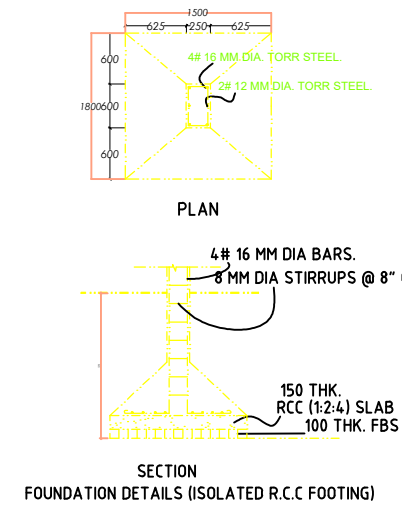 1500
625 250 625
600
4# 16 MM DIA. TORR STEEL.
2# 12 MM DIA. TORR STEEL.
1800 600
600
PLAN
4# 16 MM DIA BARS.
8 MM DIA STIRRUPS @ 8"
150 THK.
RCC (1:2:4) SLAB
100 THK. FBS
SECTION
FOUNDATION DETAILS (ISOLATED R.C.C FOOTING)